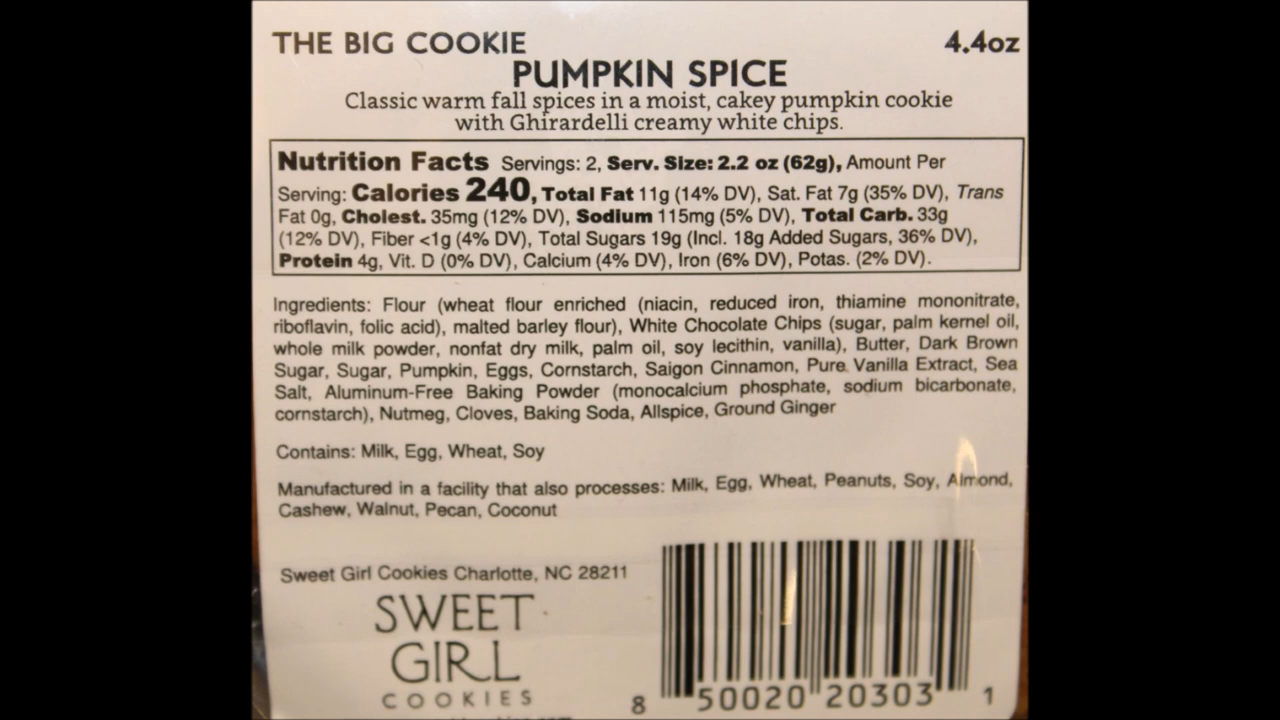 THE BIG COOKIE 4.4oz
PUMPKIN SPICE
Classic warm fall spices in a moist, cakey pumpkin cookie
with Ghirardelli creamy white chips.
Nutrition Facts Servings: 2, Serv. Size: 2.2 oz (62g), Amount Per
Serving: Calories 240, Total Fat 11g (14% DV), Sat. Fat 7g (35% DV), Trans
Fat 0g, Cholest. 35mg (12% DV), Sodium 115mg (5% DV), Total Carb. 33g
(12% DV), Fiber <1g (4% DV), Total Sugars 19g (Incl. 18g Added Sugars, 36% DV),
Protein 4g, Vit. D (0% DV), Calcium (4% DV), Iron (6% DV), Potas. (2% DV).
Ingredients: Flour (wheat flour enriched (niacin, reduced iron, thiamine mononitrate,
riboflavin, folic acid), malted barley flour), White Chocolate Chips (sugar, palm kernel oil,
whole milk powder, nonfat dry milk, palm oil, soy lecithin, vanilla), Butter, Dark Brown
Sugar, Sugar, Pumpkin, Eggs, Cornstarch, Saigon Cinnamon, Pure Vanilla Extract, Sea
Salt, Aluminum-Free Baking Powder (monocalcium phosphate, sodium bicarbonate,
cornstarch), Nutmeg, Cloves, Baking Soda, Allspice, Ground Ginger
Contains: Milk, Egg, Wheat, Soy
Manufactured in a facility that also processes: Milk, Egg, Wheat, Peanuts, Soy, Almond,
Cashew, Walnut, Pecan, Coconut
Sweet Girl Cookies Charlotte, NC 28211
SWEET
GIRL
COOKIES
8 50020 20303 1